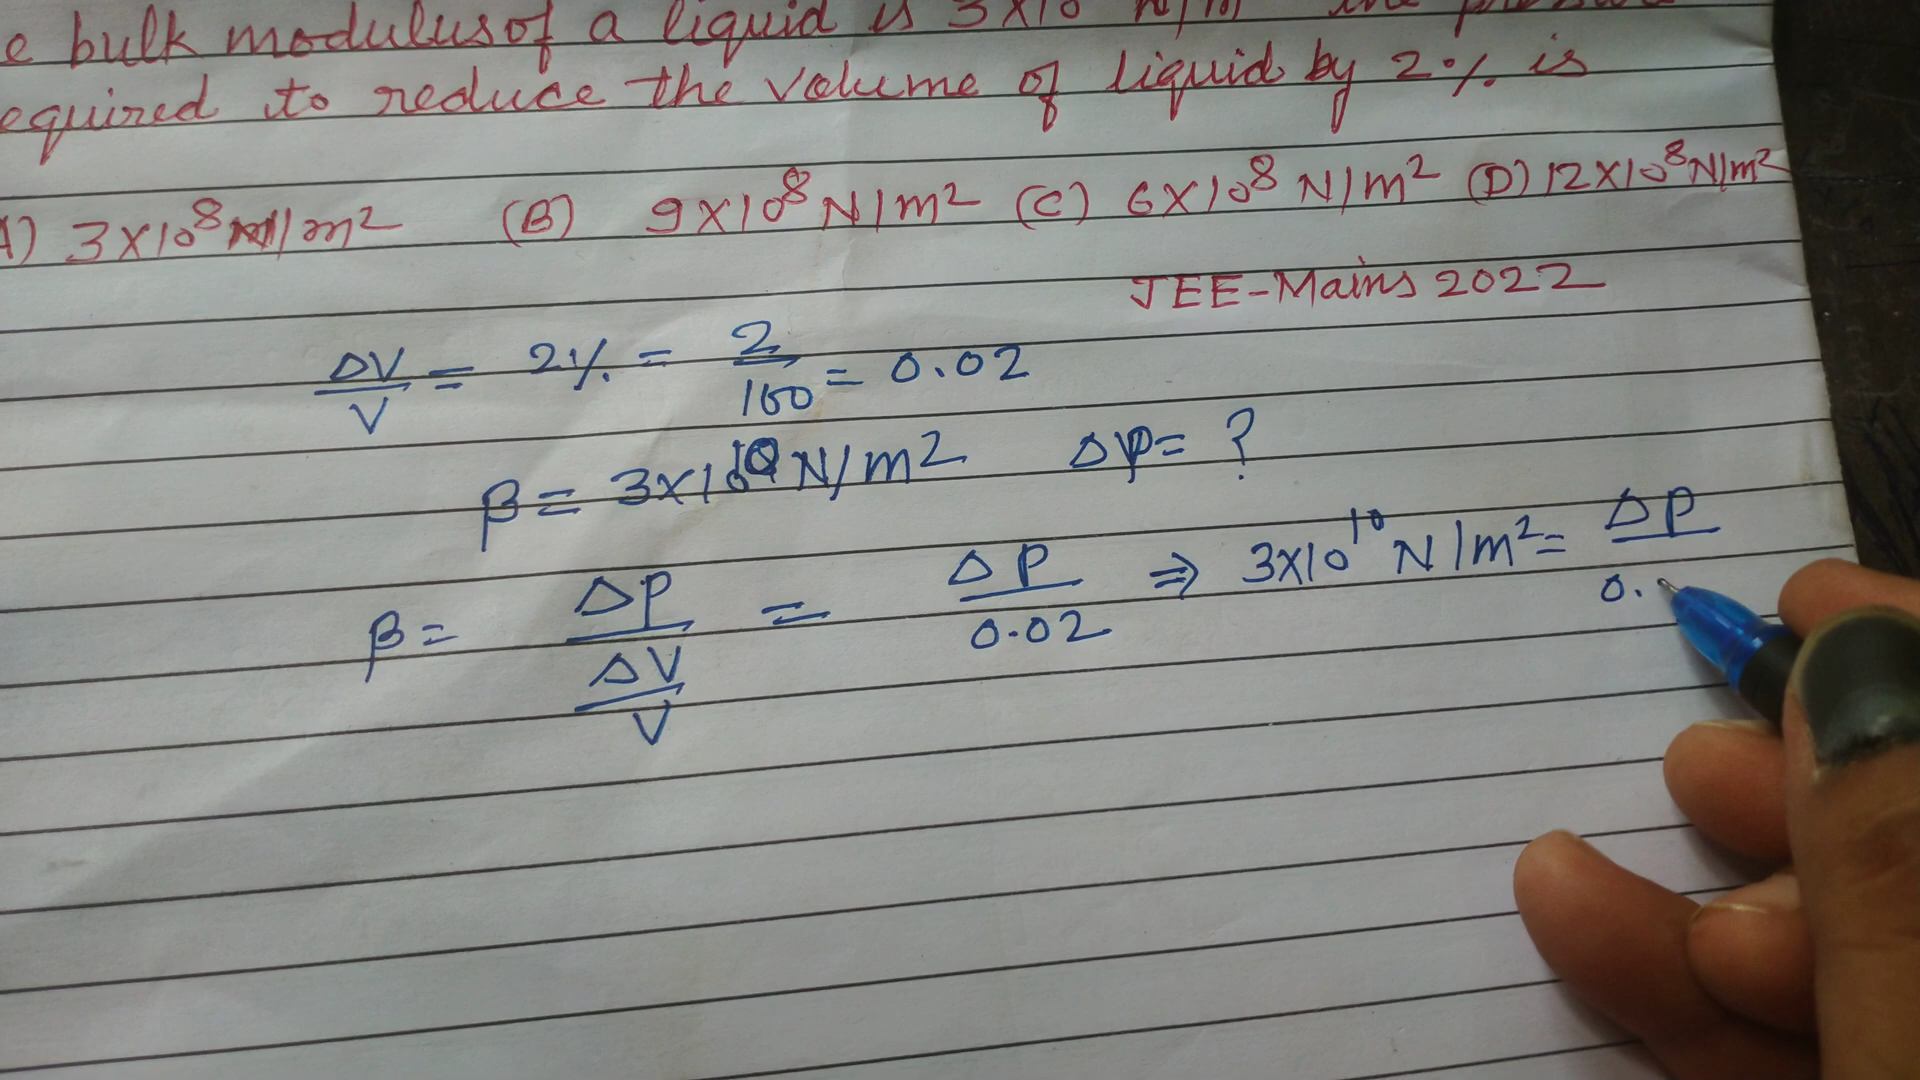 e bulk modulus of a liquid is 3×10 N/m
equired to reduce the volume of liquid by 2% is
A) 3×10⁸ N/m² (B) 9×10⁸ N/m² (C) 6×10⁸ N/m² (D) 12×10⁸ N/m²
JEE-Mains 2022
ΔV/V = 2% = 2/100 = 0.02
β = 3×10¹⁰ N/m² ΔP = ?
β = ΔP/(ΔV/V) = ΔP/0.02 ⇒ 3×10¹⁰ N/m² = ΔP/0.